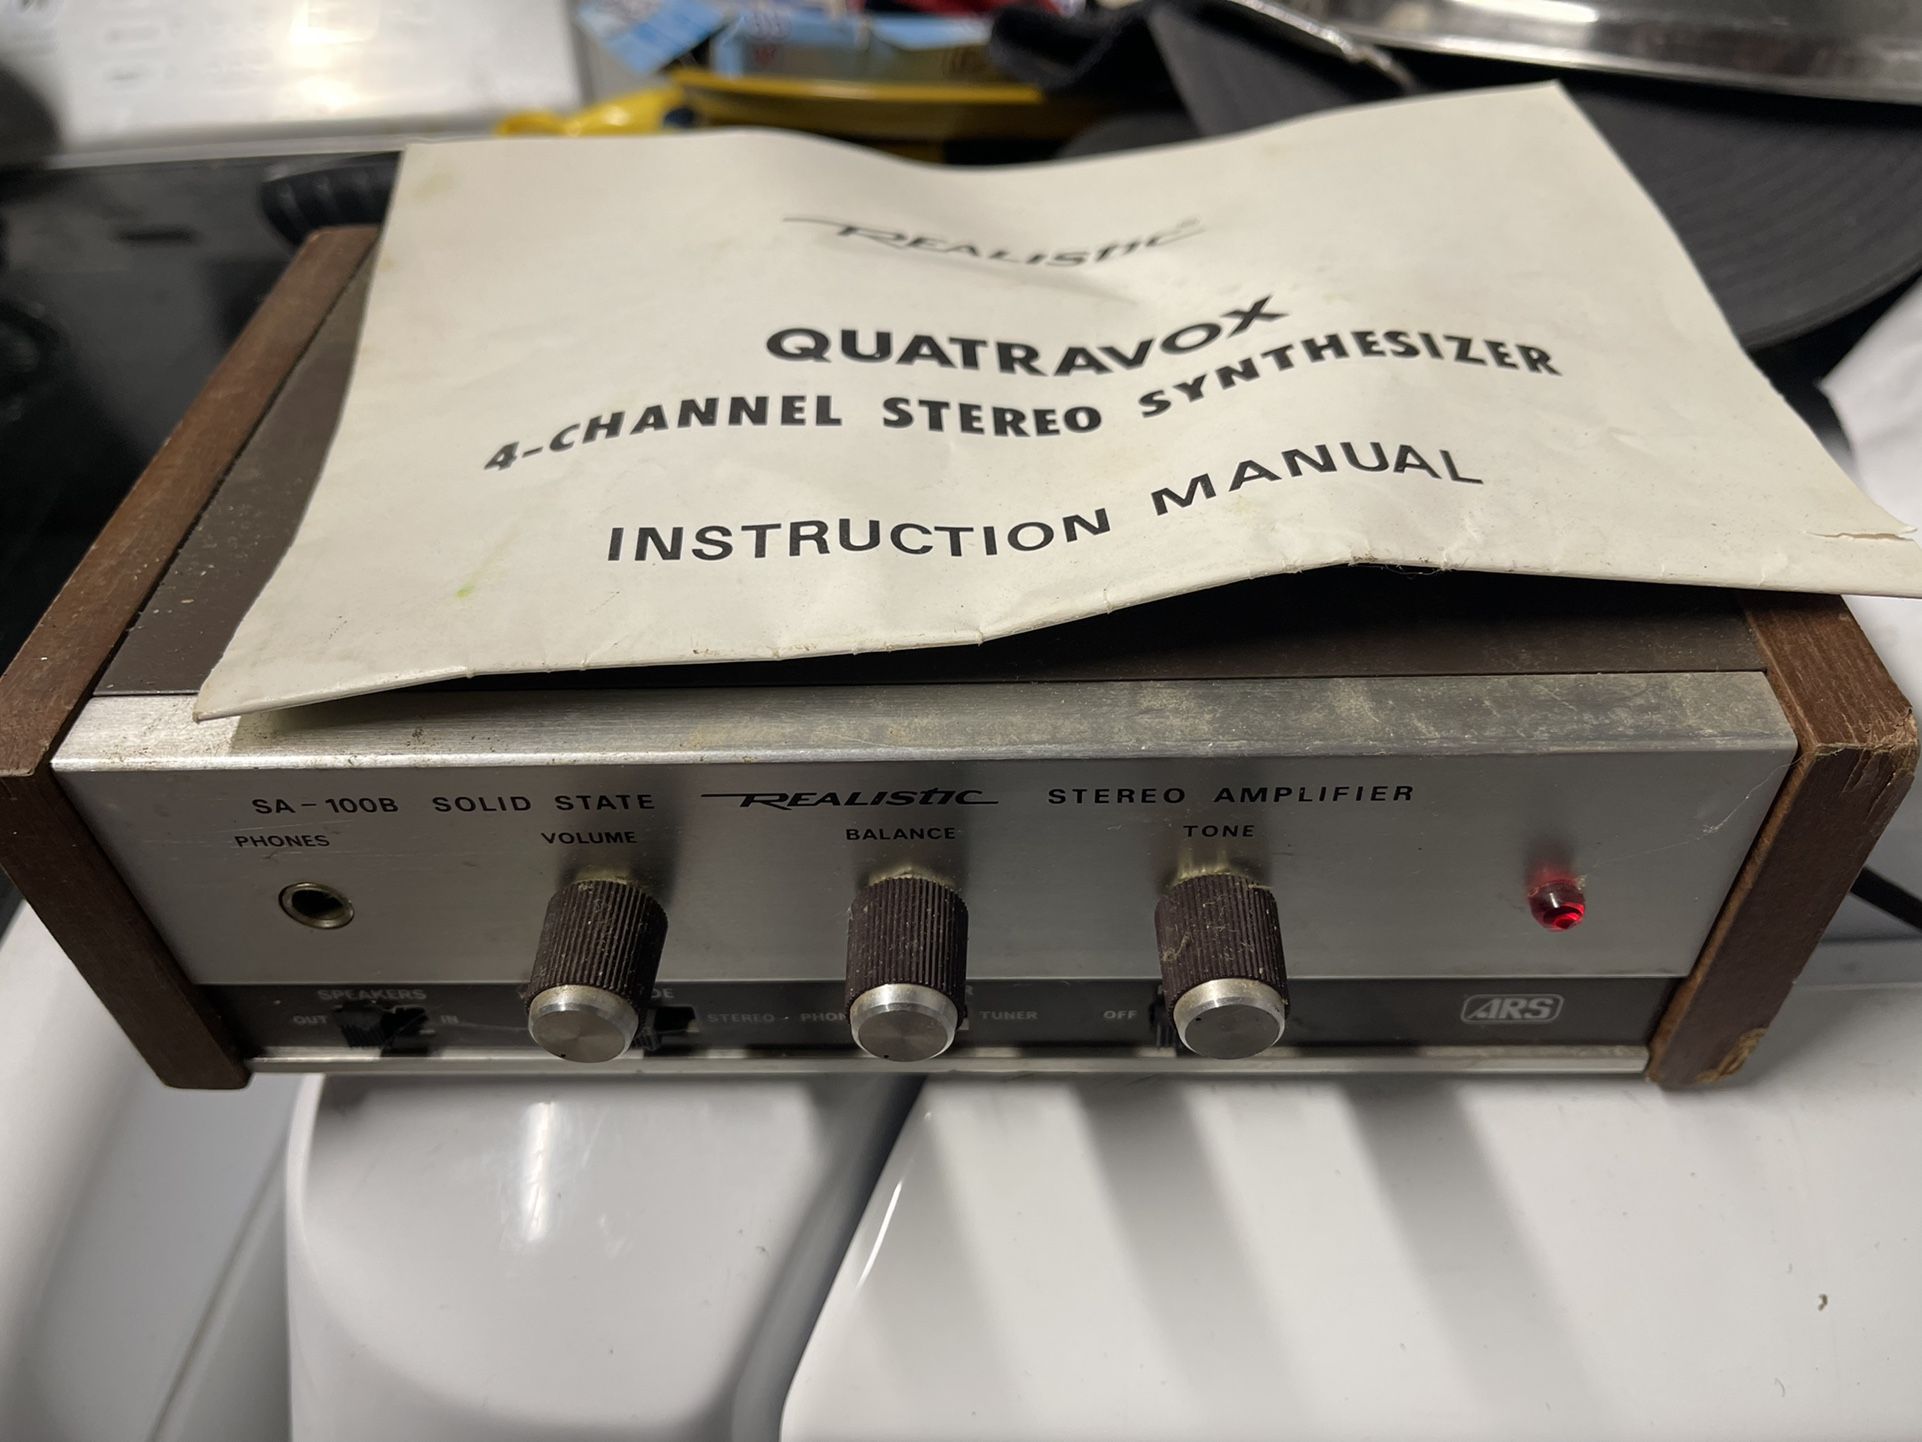 REALISTIC®
QUATRAVOX
4-CHANNEL STEREO SYNTHESIZER
INSTRUCTION MANUAL
SA-100B SOLID STATE REALISTIC STEREO AMPLIFIER
PHONES VOLUME BALANCE TONE
SPEAKERS
OUT IN STEREO TUNER OFF ARS